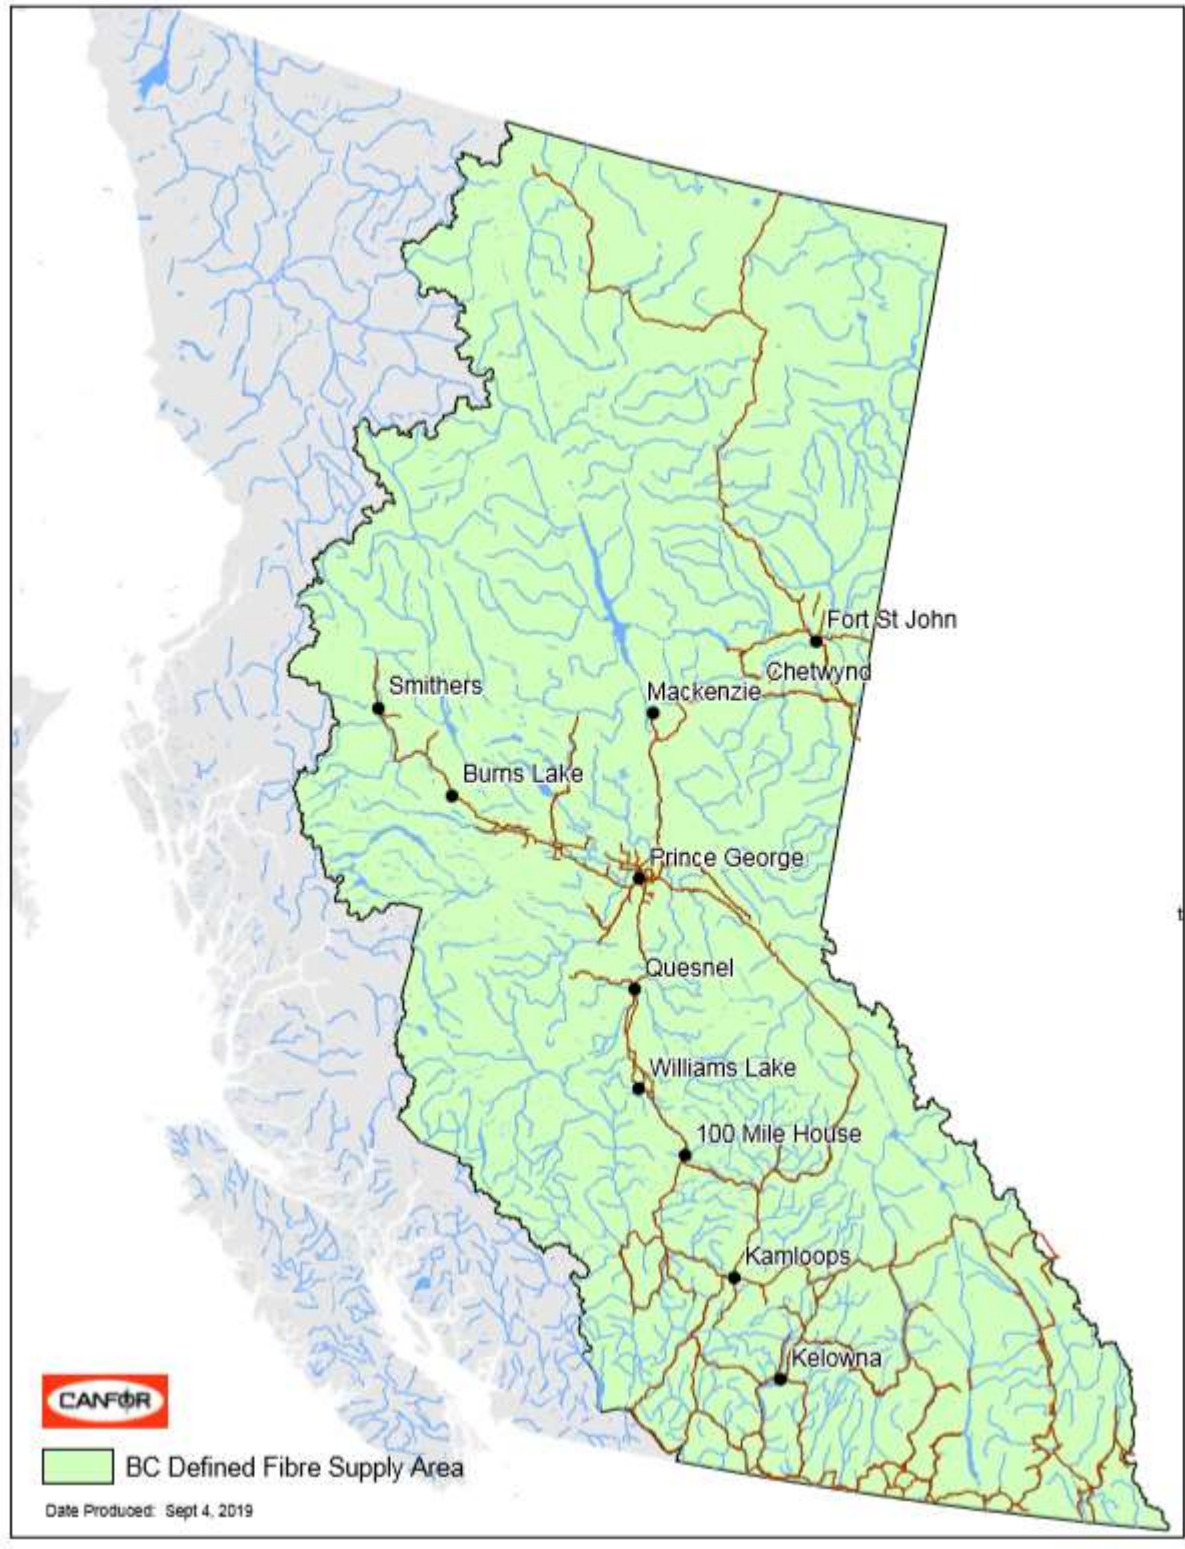 Fort St John
Chetwynd
Smithers
Mackenzie
Burns Lake
Prince George
Quesnel
Williams Lake
100 Mile House
Kamloops
Kelowna
CANFOR
BC Defined Fibre Supply Area
Date Produced: Sept 4, 2019
t